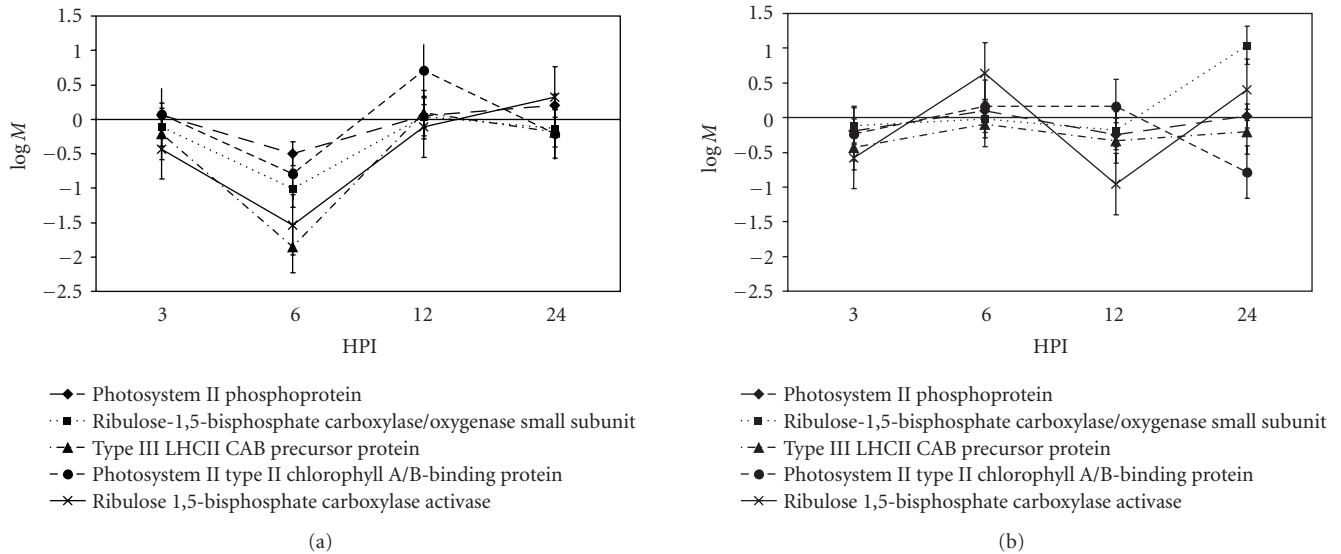 1.5
1
0.5
0
−0.5
−1
−1.5
−2
−2.5
log M
3 6 12 24
HPI
Photosystem II phosphoprotein
Ribulose-1,5-bisphosphate carboxylase/oxygenase small subunit
Type III LHCII CAB precursor protein
Photosystem II type II chlorophyll A/B-binding protein
Ribulose 1,5-bisphosphate carboxylase activase
(a)
1.5
1
0.5
0
−0.5
−1
−1.5
−2
−2.5
log M
3 6 12 24
HPI
Photosystem II phosphoprotein
Ribulose-1,5-bisphosphate carboxylase/oxygenase small subunit
Type III LHCII CAB precursor protein
Photosystem II type II chlorophyll A/B-binding protein
Ribulose 1,5-bisphosphate carboxylase activase
(b)